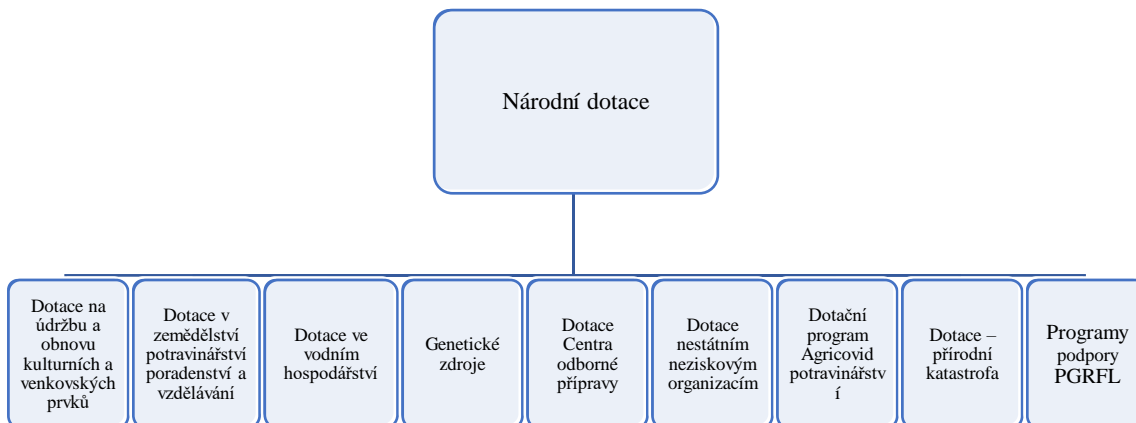 Národní dotace
Dotace na
údržbu a
obnovu
kulturních a
venkovských
prvků
Dotace v
zemědělství
potravinářství
poradenství a
vzdělávání
Dotace ve
vodním
hospodářství
Genetické
zdroje
Dotace
Centra
odborné
přípravy
Dotace
nestátním
neziskovým
organizacím
Dotační
program
Agricovid
potravinářstv
í
Dotace –
přírodní
katastrofa
Programy
podpory
PGRFL